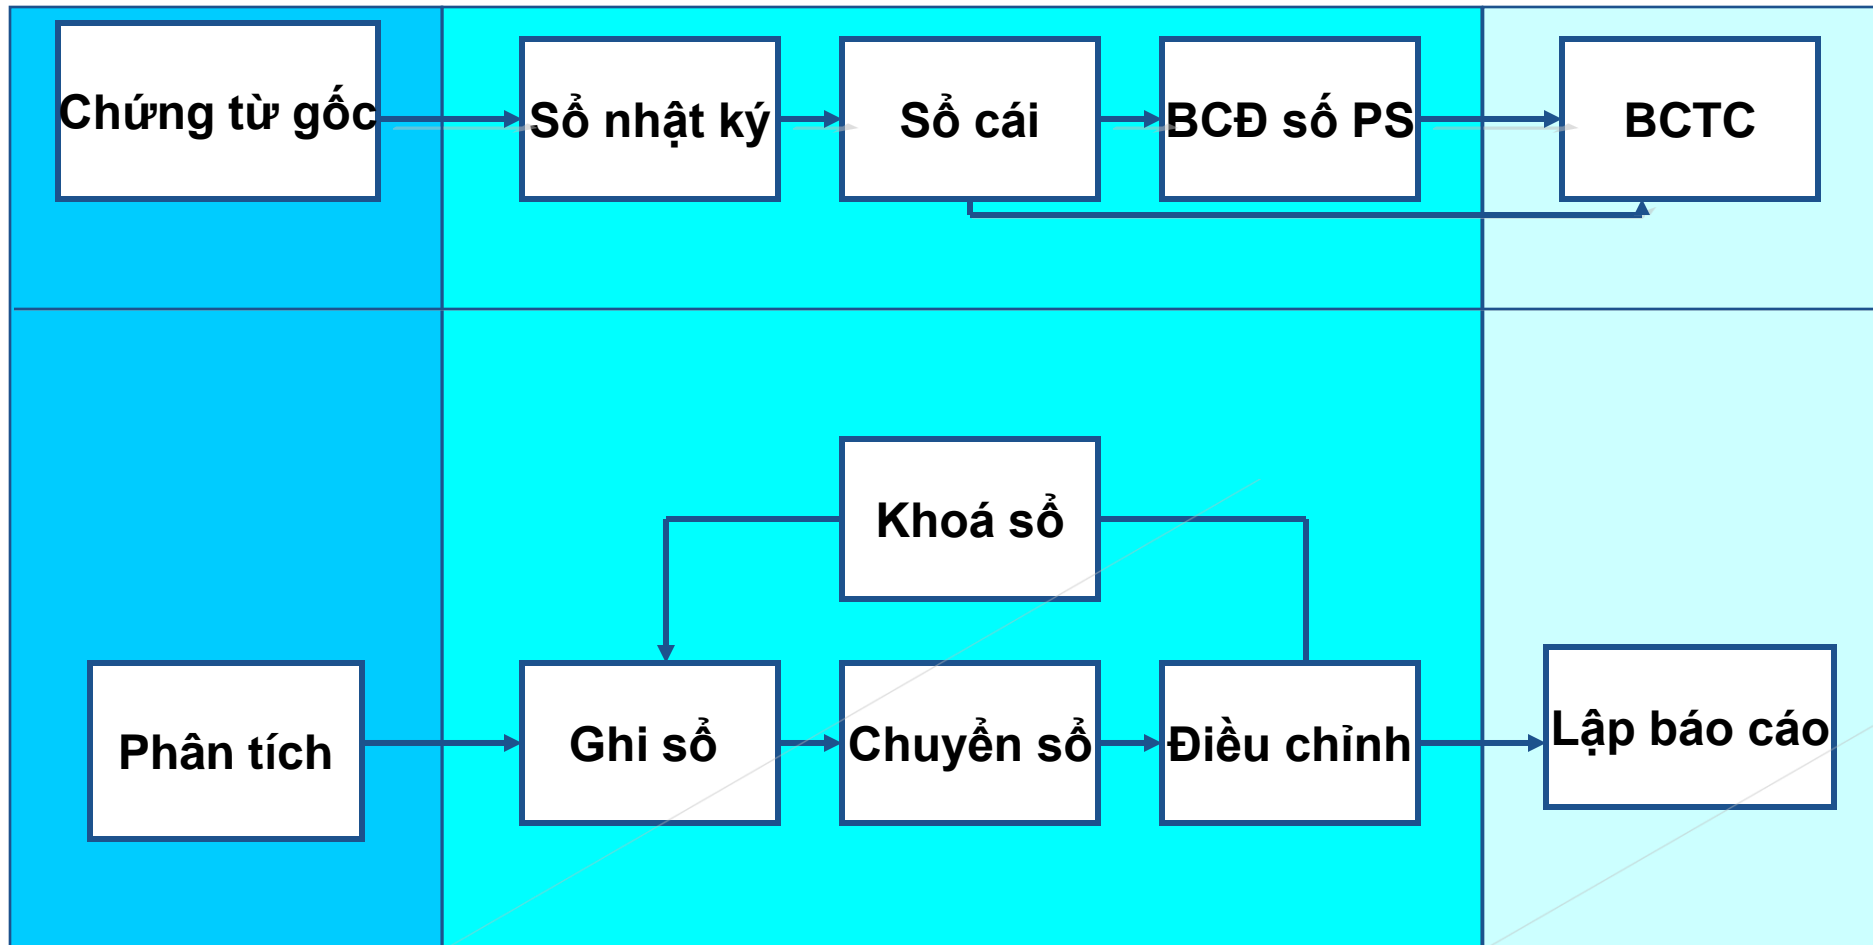 Chứng từ gốc
Sổ nhật ký
Sổ cái
BCĐ số PS
BCTC
Khoá sổ
Phân tích
Ghi sổ
Chuyển sổ
Điều chỉnh
Lập báo cáo